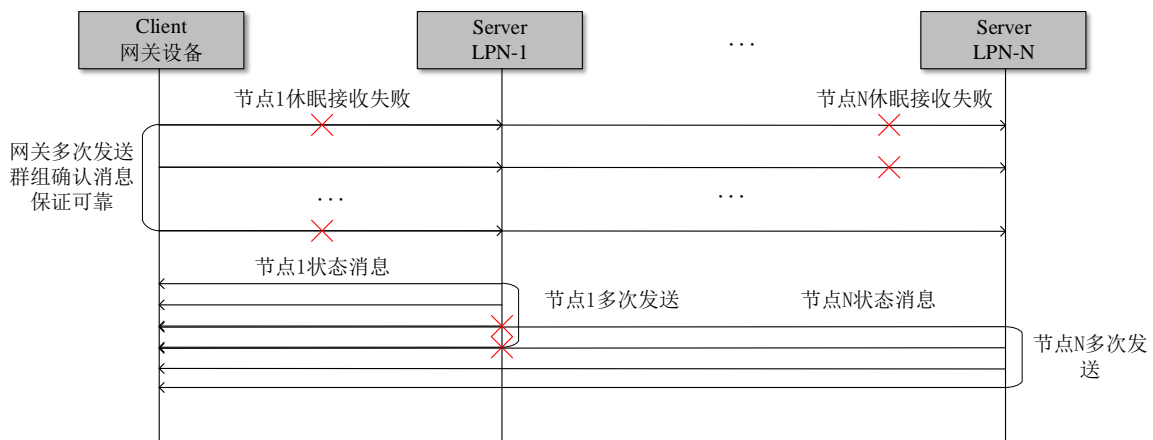 Client
网关设备
Server
LPN-1
...
Server
LPN-N
节点1休眠接收失败
节点N休眠接收失败
网关多次发送
群组确认消息
保证可靠
...
...
节点1状态消息
节点1多次发送
节点N状态消息
节点N多次发
送